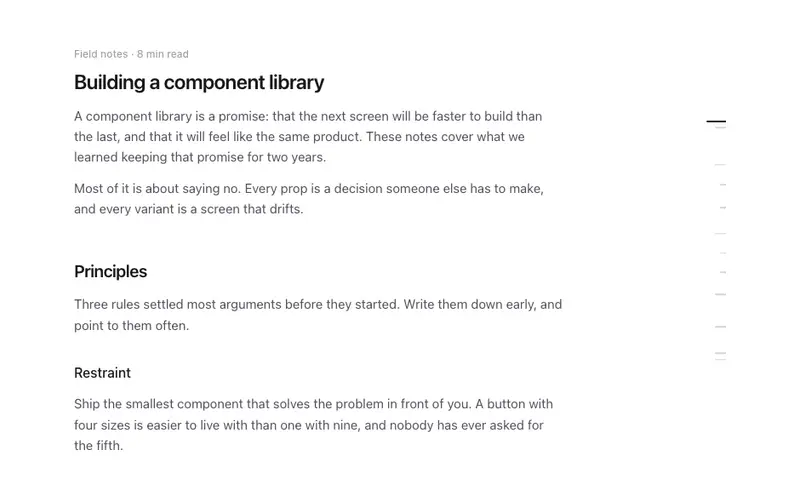 Field notes · 8 min read
Building a component library
A component library is a promise: that the next screen will be faster to build than
the last, and that it will feel like the same product. These notes cover what we
learned keeping that promise for two years.
Most of it is about saying no. Every prop is a decision someone else has to make,
and every variant is a screen that drifts.
Principles
Three rules settled most arguments before they started. Write them down early, and
point to them often.
Restraint
Ship the smallest component that solves the problem in front of you. A button with
four sizes is easier to live with than one with nine, and nobody has ever asked for
the fifth.